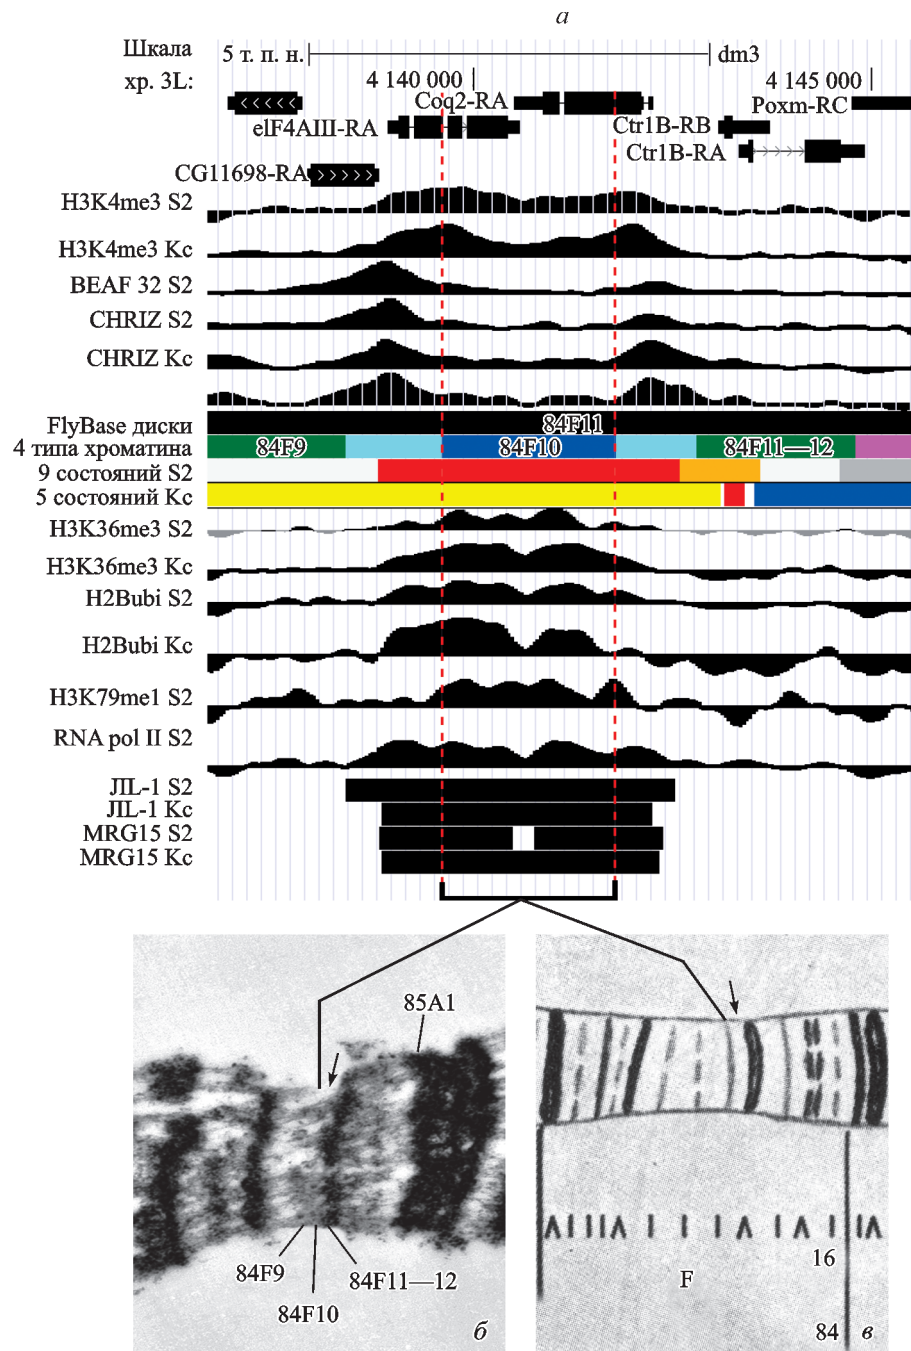 а
Шкала 5 т. п. н. dm3
хр. 3L: 4 140 000 4 145 000
Coq2-RA Poxm-RC
eIF4AIII-RA Ctr1B-RB
Ctr1B-RA
CG11698-RA
H3K4me3 S2
H3K4me3 Kc
BEAF 32 S2
CHRIZ S2
CHRIZ Kc
FlyBase диски 84F11
4 типа хроматина 84F9 84F10 84F11—12
9 состояний S2
5 состояний Kc
H3K36me3 S2
H3K36me3 Kc
H2Bubi S2
H2Bubi Kc
H3K79me1 S2
RNA pol II S2
JIL-1 S2
JIL-1 Kc
MRG15 S2
MRG15 Kc
85A1
84F9
84F10
84F11—12
б
F
16
84
в